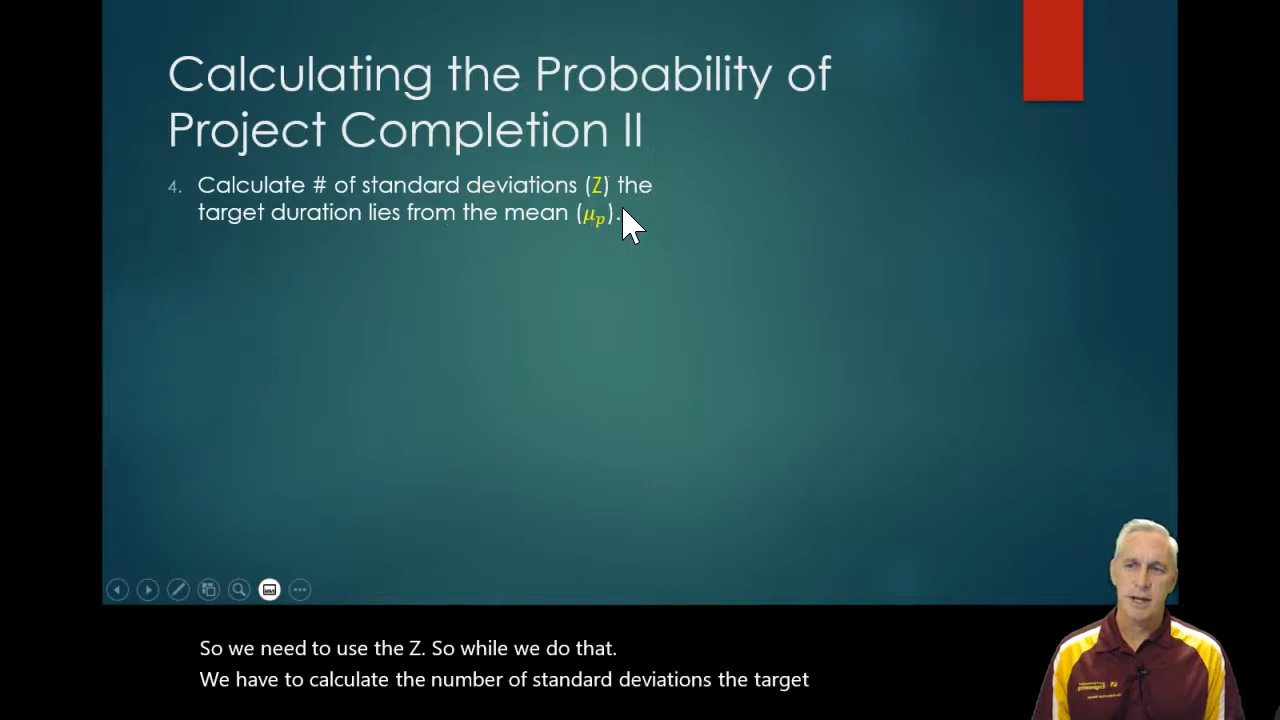 Calculating the Probability of
Project Completion II
4. Calculate # of standard deviations (Z) the
target duration lies from the mean (μₚ).
So we need to use the Z. So while we do that.
We have to calculate the number of standard deviations the target